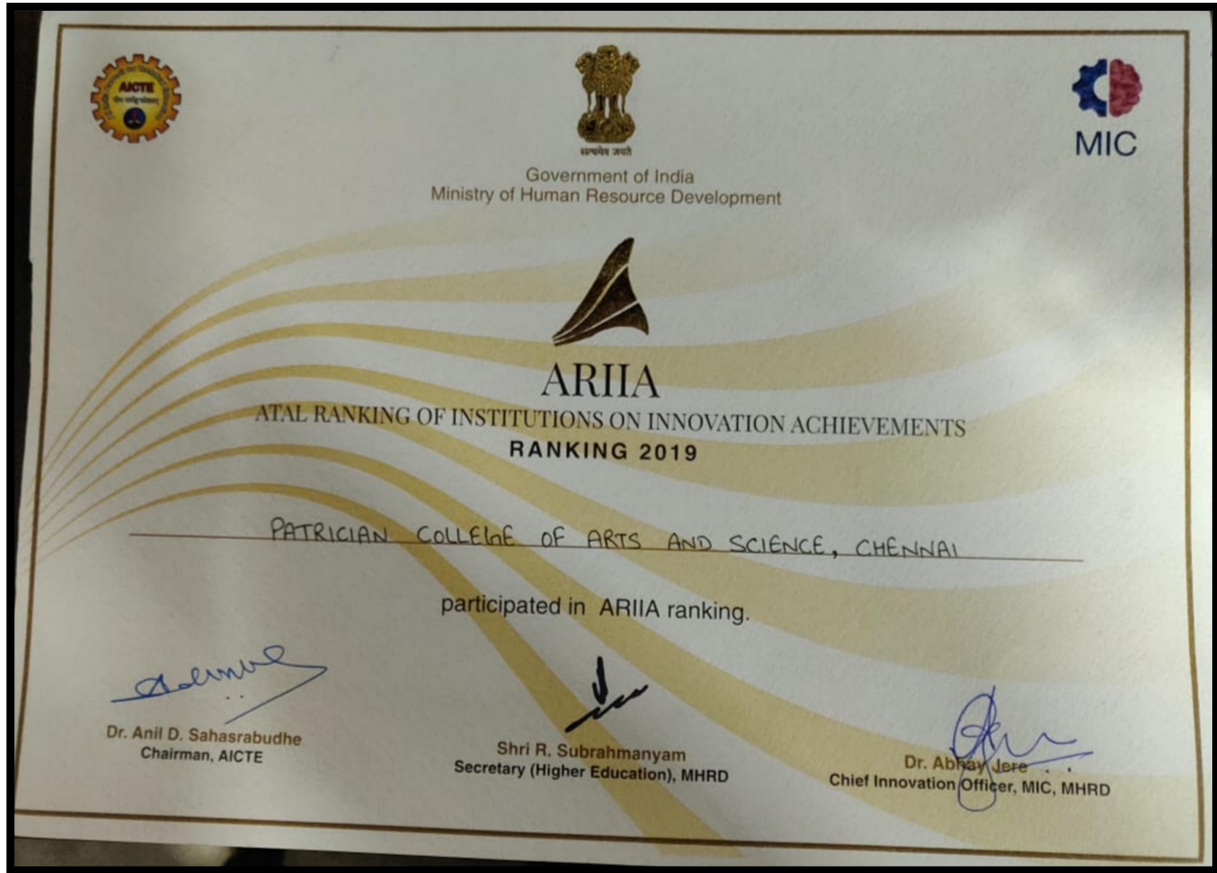 AICTE
MIC
सत्यमेव जयते
Government of India
Ministry of Human Resource Development
ARIIA
ATAL RANKING OF INSTITUTIONS ON INNOVATION ACHIEVEMENTS
RANKING 2019
PATRICIAN COLLEGE OF ARTS AND SCIENCE, CHENNAI
participated in ARIIA ranking.
Dr. Anil D. Sahasrabudhe
Chairman, AICTE
Shri R. Subrahmanyam
Secretary (Higher Education), MHRD
Dr. Abhay Jere
Chief Innovation Officer, MIC, MHRD